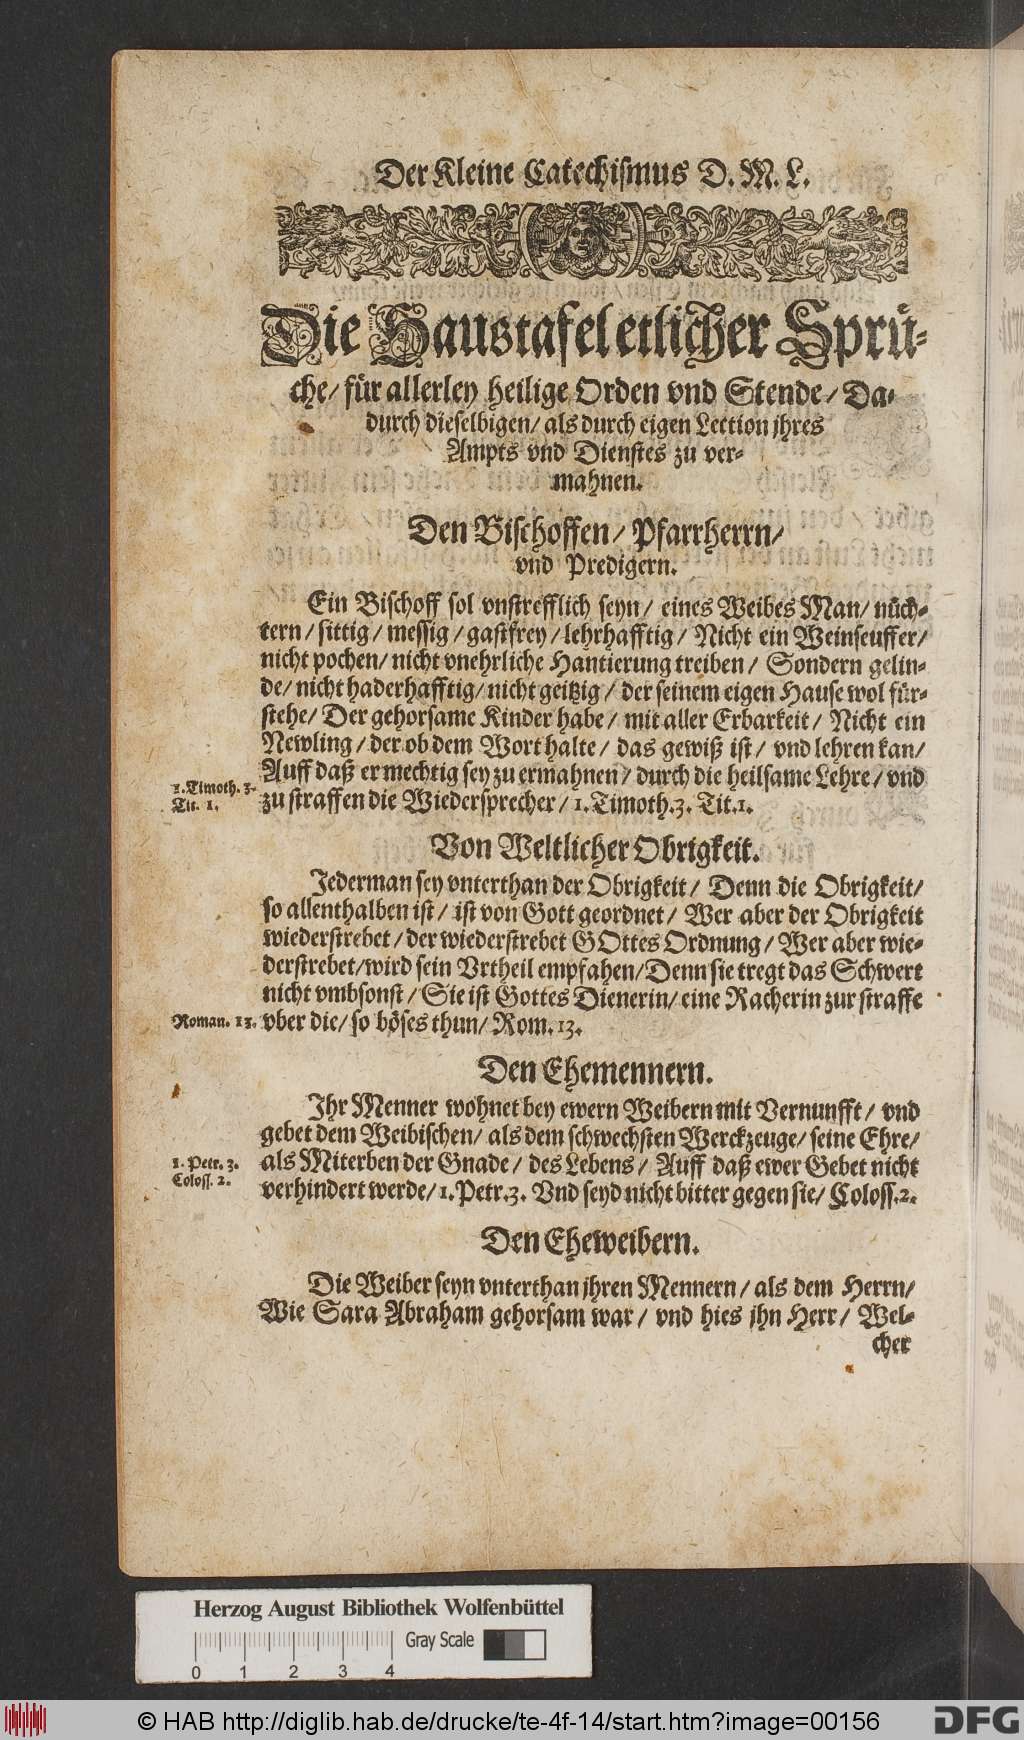 Der Kleine Catechismus D. M. L.
Die Haustafel etlicher Sprü-
che/ für allerley heilige Orden vnd Stende/ Da-
durch dieselbigen/ als durch eigen Lection jhres
Ampts vnd Dienstes zu ver-
mahnen.
Den Bischoffen/ Pfarrherrn/
vnd Predigern.
Ein Bischoff sol vnstrefflich seyn/ eines Weibes Man/ nüch-
tern/ sittig/ messig/ gastfrey/ lehrhafftig/ Nicht ein Weinseuffer/
nicht pochen/ nicht vnehrliche Hantierung treiben/ Sondern gelin-
de/ nicht haderhafftig/ nicht geitzig/ der seinem eigen Hause wol für-
stehe/ Der gehorsame Kinder habe/ mit aller Erbarkeit/ Nicht ein
Newling/ der ob dem Wort halte/ das gewiß ist/ vnd lehren kan/
Auff daß er mechtig sey zu ermahnen/ durch die heilsame Lehre/ vnd
zu straffen die Wiedersprecher/ 1. Timoth.3. Tit.1.
1. Timoth. 3.
Tit. 1.
Von Weltlicher Obrigkeit.
Jederman sey vnterthan der Obrigkeit/ Denn die Obrigkeit/
so allenthalben ist/ ist von Gott geordnet/ Wer aber der Obrigkeit
wiederstrebet/ der wiederstrebet GOttes Ordnung/ Wer aber wie-
derstrebet/ wird sein Vrtheil empfahen/ Denn sie tregt das Schwert
nicht vmbsonst/ Sie ist Gottes Dienerin/ eine Racherin zur straffe
vber die/ so böses thun/ Rom. 13.
Roman. 13.
Den Ehemennern.
Ihr Menner wohnet bey ewern Weibern mit Vernunfft/ vnd
gebet dem Weibischen/ als dem schwechsten Werckzeuge/ seine Ehre/
als Miterben der Gnade/ des Lebens/ Auff daß ewer Gebet nicht
verhindert werde/ 1. Petr.3. Vnd seyd nicht bitter gegen sie/ Coloss.2.
1. Petr. 3.
Coloss. 2.
Den Eheweibern.
Die Weiber seyn vnterthan jhren Mennern/ als dem Herrn/
Wie Sara Abraham gehorsam war/ vnd hies jhn Herr/ Wel-
cher
Herzog August Bibliothek Wolfenbüttel
0 1 2 3 4 Gray Scale
© HAB http://diglib.hab.de/drucke/te-4f-14/start.htm?image=00156
DFG